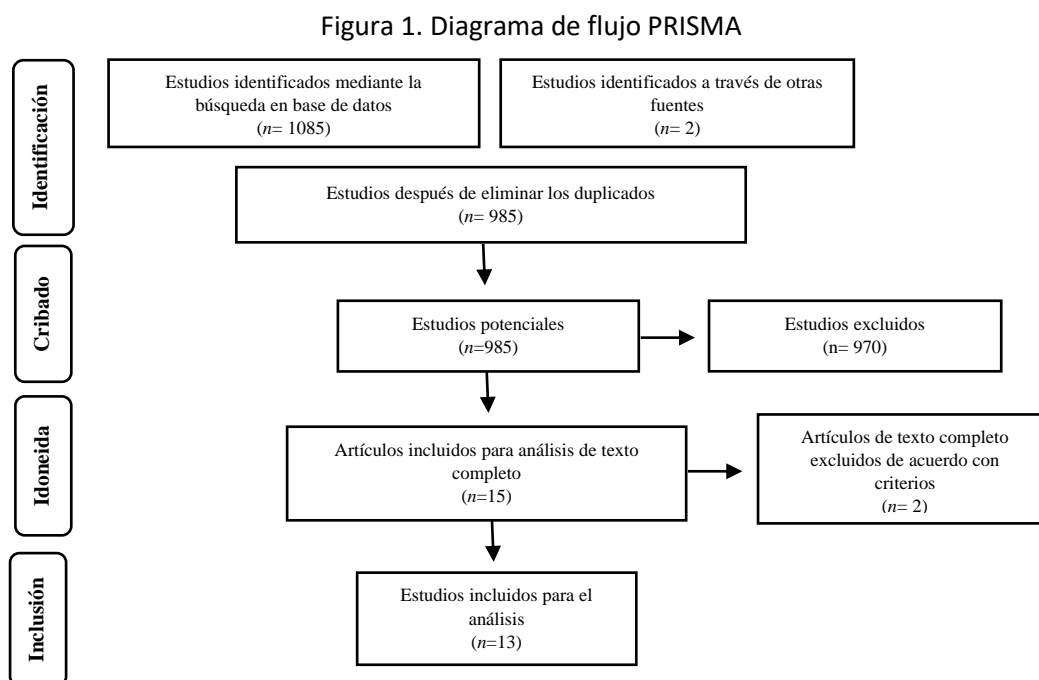 Figura 1. Diagrama de flujo PRISMA
Identificación
Estudios identificados mediante la
búsqueda en base de datos
(n= 1085)
Estudios identificados a través de otras
fuentes
(n= 2)
Estudios después de eliminar los duplicados
(n= 985)
Cribado
Estudios potenciales
(n=985)
Estudios excluidos
(n= 970)
Idoneida
Artículos incluidos para análisis de texto
completo
(n=15)
Artículos de texto completo
excluidos de acuerdo con
criterios
(n= 2)
Inclusión
Estudios incluidos para el
análisis
(n=13)